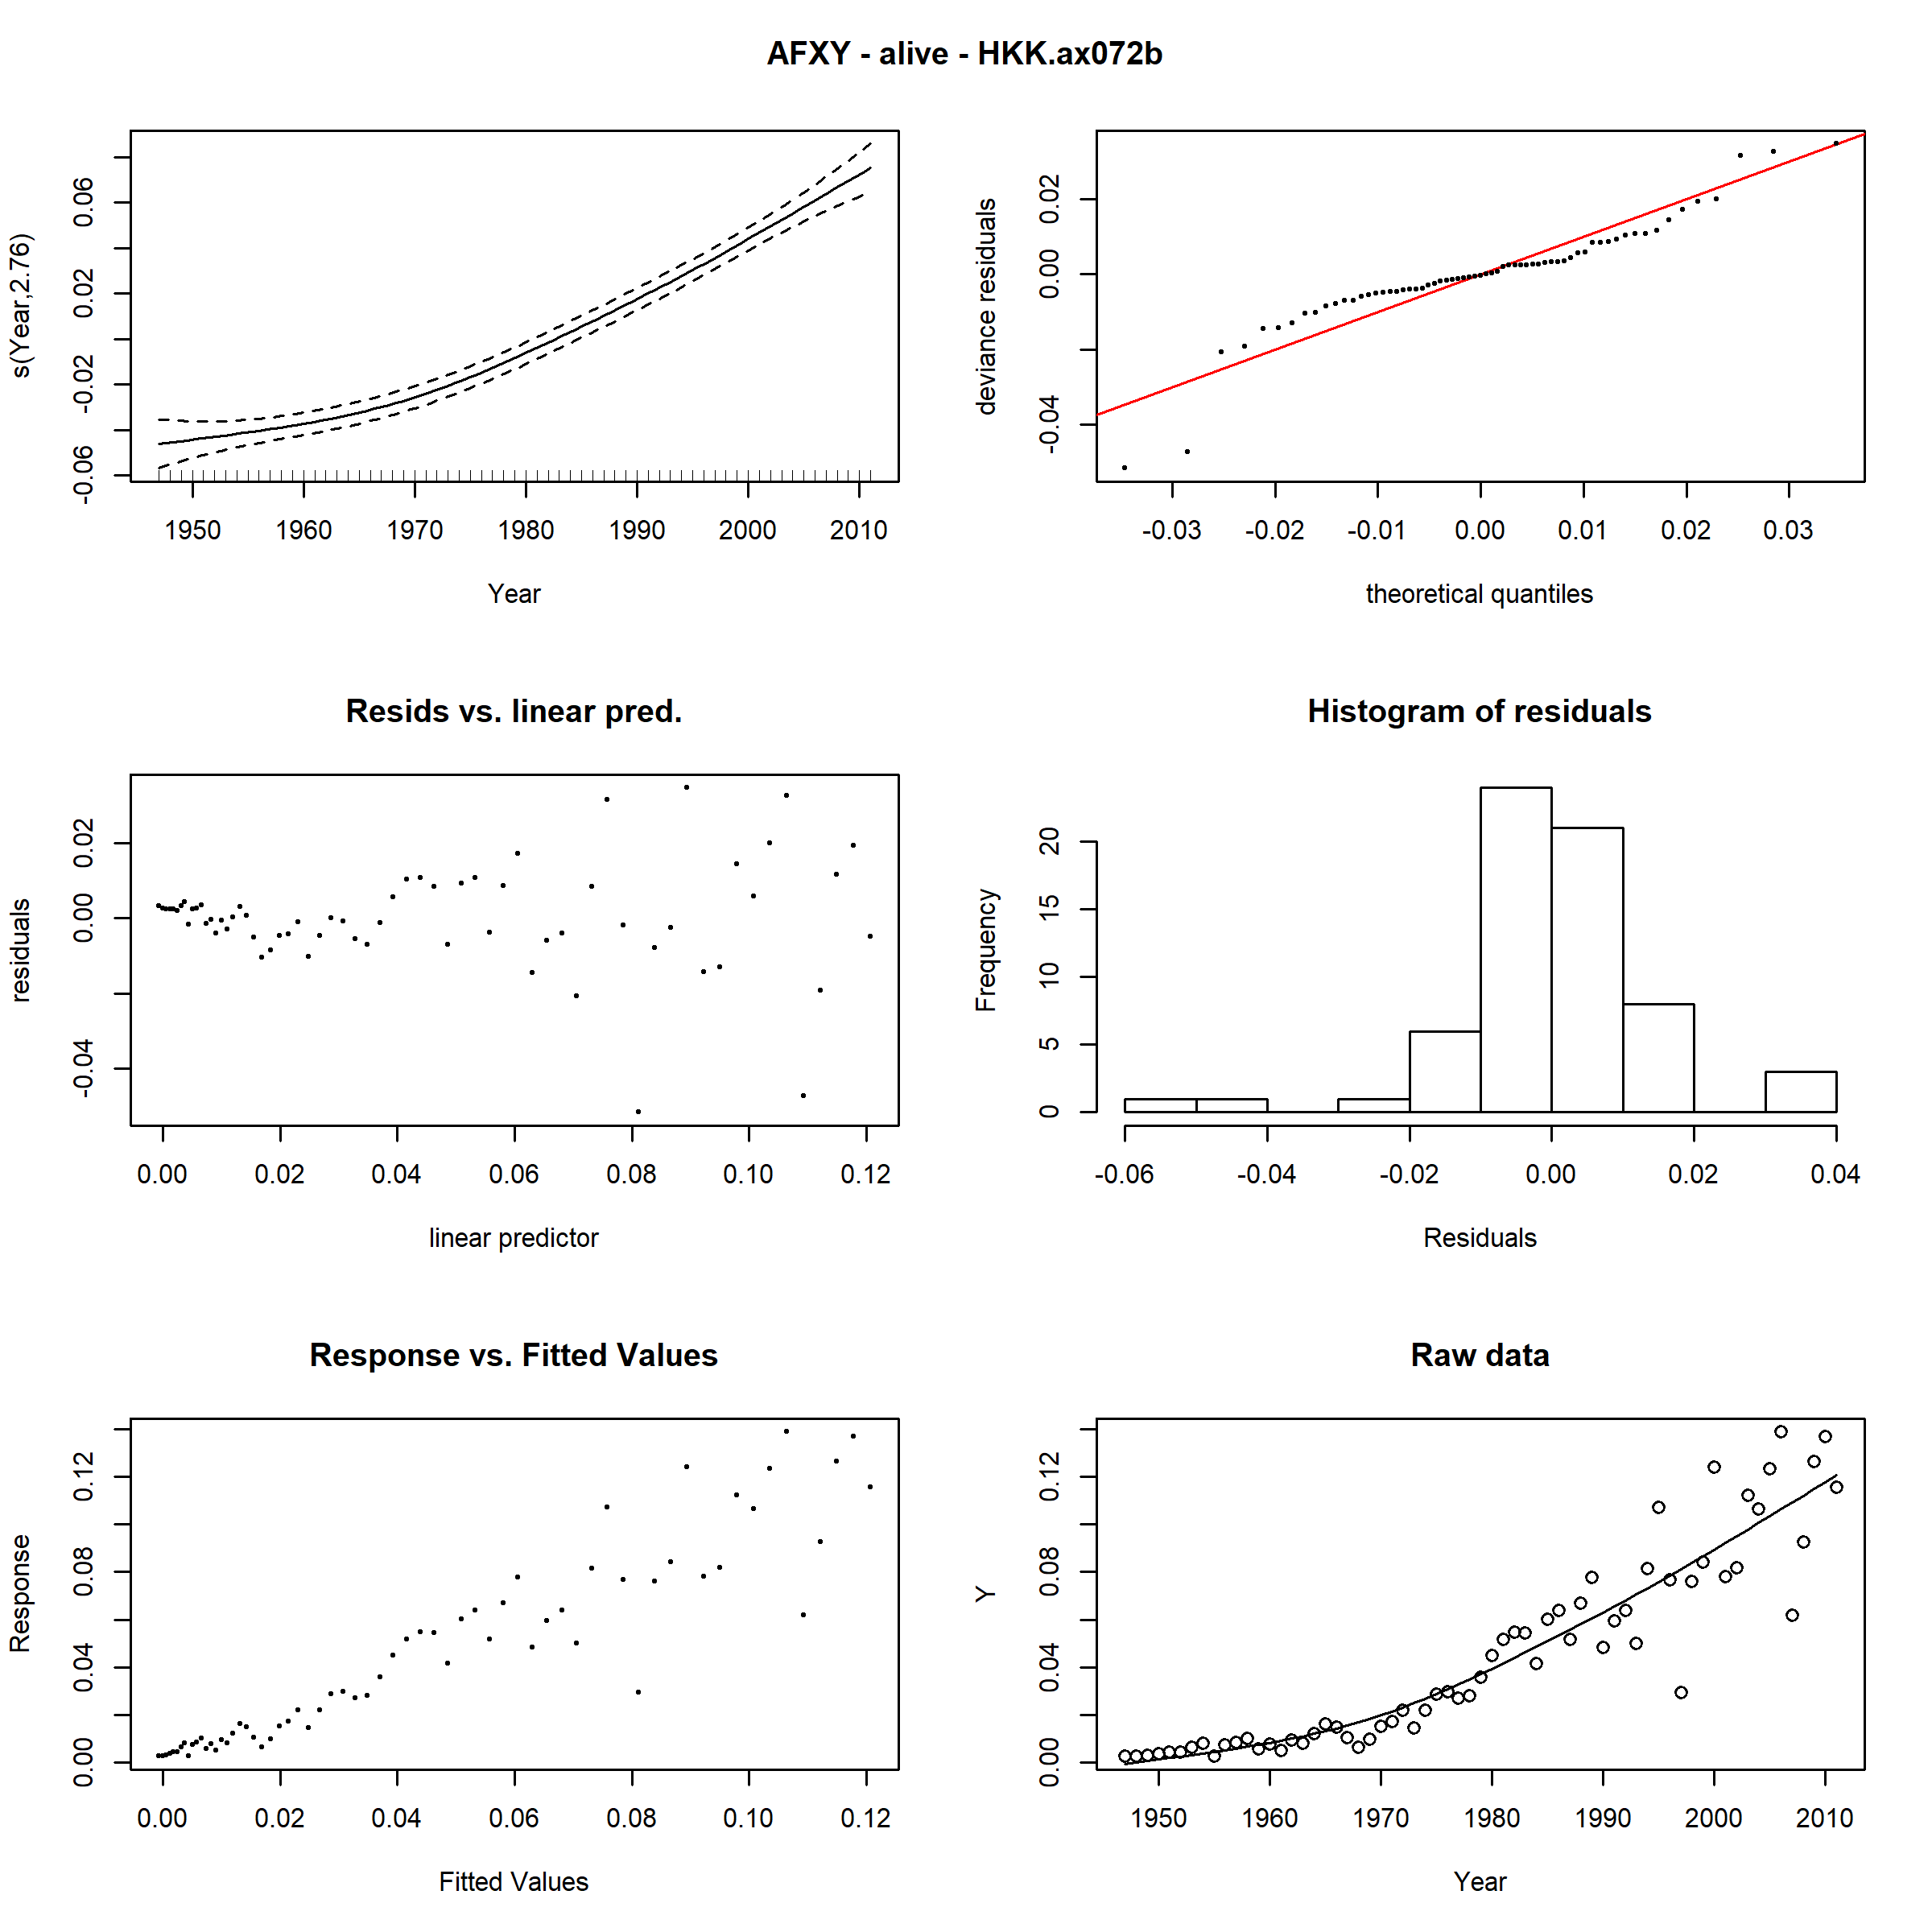 AFXY - alive - HKK.ax072b
s(Year,2.76)
-0.06 -0.02 0.02 0.06
1950 1960 1970 1980 1990 2000 2010
Year
deviance residuals
-0.04 0.00 0.02
-0.03 -0.02 -0.01 0.00 0.01 0.02 0.03
theoretical quantiles
Resids vs. linear pred.
residuals
-0.04 0.00 0.02
0.00 0.02 0.04 0.06 0.08 0.10 0.12
linear predictor
Histogram of residuals
Frequency
0 5 10 15 20
-0.06 -0.04 -0.02 0.00 0.02 0.04
Residuals
Response vs. Fitted Values
Response
0.00 0.04 0.08 0.12
0.00 0.02 0.04 0.06 0.08 0.10 0.12
Fitted Values
Raw data
Y
0.00 0.04 0.08 0.12
1950 1960 1970 1980 1990 2000 2010
Year